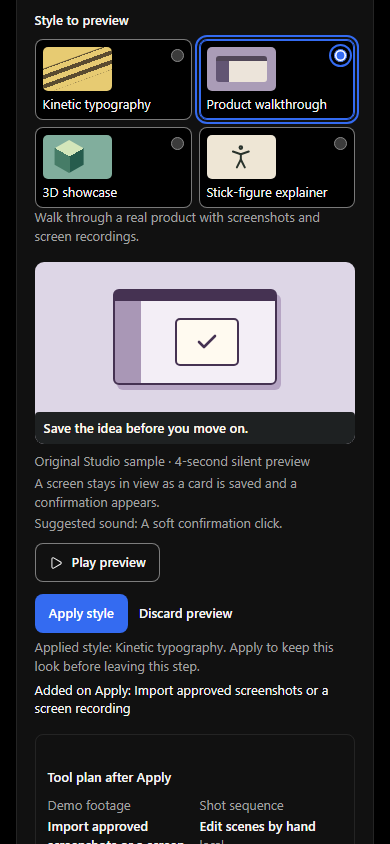 Style to preview
Kinetic typography
Product walkthrough
3D showcase
Stick-figure explainer
Walk through a real product with screenshots and
screen recordings.
Save the idea before you move on.
Original Studio sample · 4-second silent preview
A screen stays in view as a card is saved and a
confirmation appears.
Suggested sound: A soft confirmation click.
Play preview
Apply style
Discard preview
Applied style: Kinetic typography. Apply to keep this
look before leaving this step.
Added on Apply: Import approved screenshots or a
screen recording
Tool plan after Apply
Demo footage
Shot sequence
Import approved
Edit scenes by hand